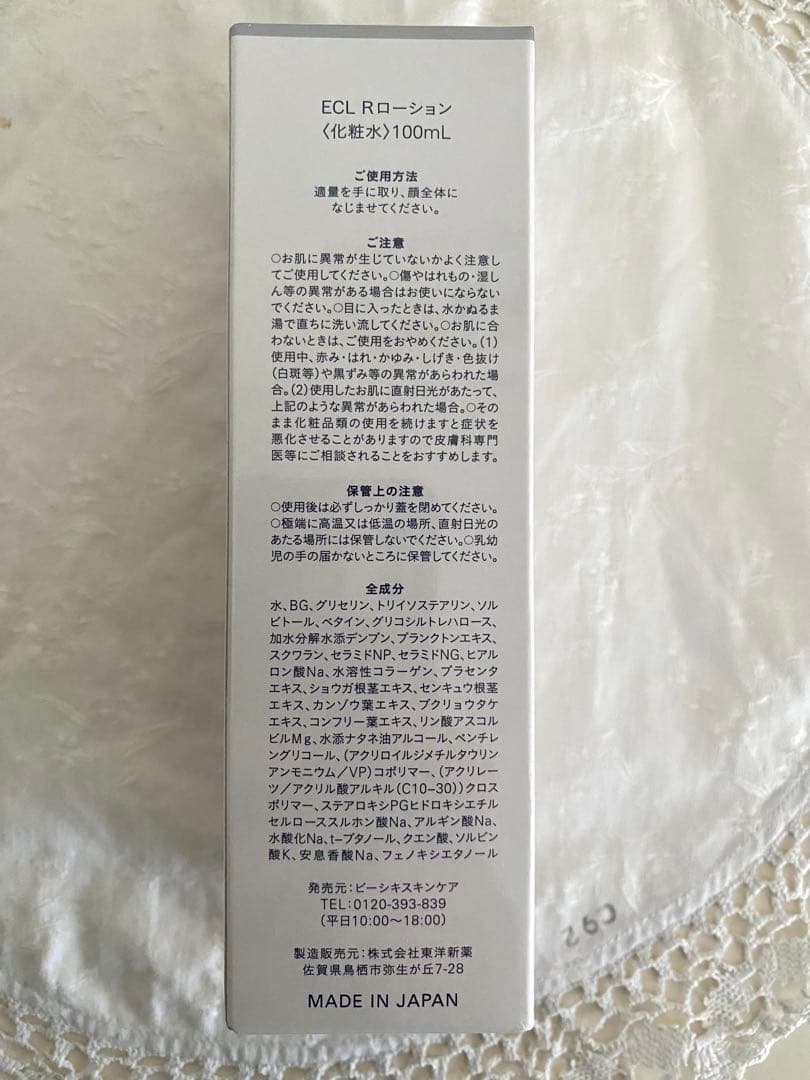 ECL Rローション
〈化粧水〉100mL
ご使用方法
適量を手に取り、顔全体に
なじませてください。
ご注意
○お肌に異常が生じていないかよく注意し
てご使用してください。○傷やはれもの・湿し
ん等の異常がある場合はお使いにならない
でください。○目に入ったときは、水かぬるま
湯で直ちに洗い流してください。○お肌に合
わないときは、ご使用をおやめください。(1)
使用中、赤み・はれ・かゆみ・しげき・色抜け
(白斑等)や黒ずみ等の異常があらわれた場
合。(2)使用したお肌に直射日光があたって、
上記のような異常があらわれた場合。○その
まま化粧品類の使用を続けますと症状を
悪化させることがありますので皮膚科専門
医等にご相談されることをおすすめします。
保管上の注意
○使用後は必ずしっかり蓋を閉めてください。
○極端に高温又は低温の場所、直射日光の
あたる場所には保管しないでください。○乳幼
児の手の届かないところに保管してください。
全成分
水、BG、グリセリン、トリイソステアリン、ソル
ビトール、ベタイン、グリコシルトレハロース、
加水分解水添デンプン、プランクトンエキス、
スクワラン、セラミドNP、セラミドNG、ヒアル
ロン酸Na、水溶性コラーゲン、プラセンタ
エキス、ショウガ根茎エキス、センキュウ根茎
エキス、カンゾウ葉エキス、ブクリョウタケ
エキス、コンフリー葉エキス、リン酸アスコル
ビルMg、水添ナタネ油アルコール、ペンチレ
ングリコール、(アクリロイルジメチルタウリン
アンモニウム/VP)コポリマー、(アクリレー
ツ/アクリル酸アルキル(C10-30))クロス
ポリマー、ステアロキシPGヒドロキシエチル
セルローススルホン酸Na、アルギン酸Na、
水酸化Na、t-ブタノール、クエン酸、ソルビン
酸K、安息香酸Na、フェノキシエタノール
発売元:ビーシキスキンケア
TEL:0120-393-839
(平日10:00～18:00)
製造販売元:株式会社東洋新薬
佐賀県鳥栖市弥生が丘7-28
MADE IN JAPAN
260